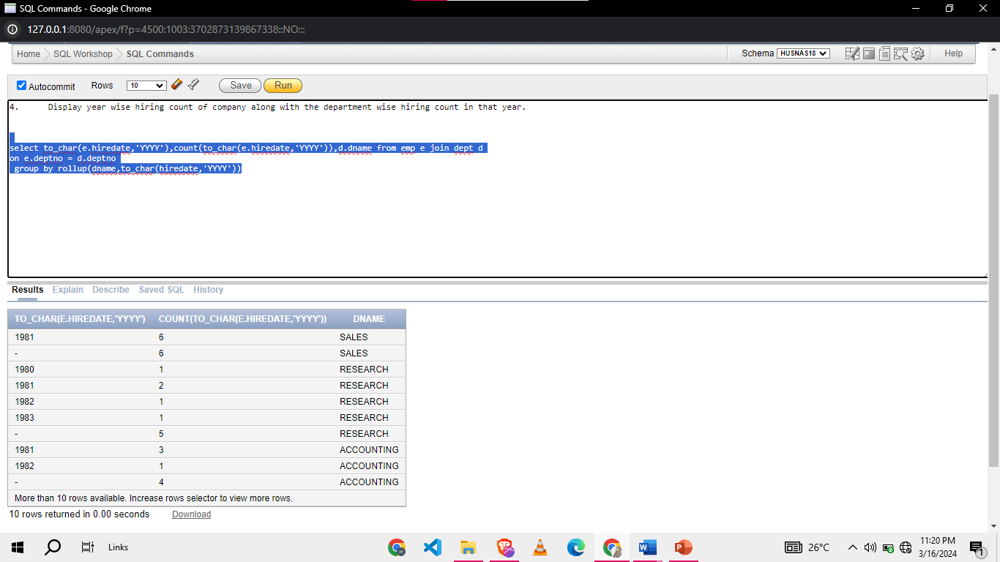 SQL Commands - Google Chrome
127.0.0.1:8080/apex/f?p=4500:1003:3702873139867338::NO:::
Home SQL Workshop SQL Commands Schema HUSNAS18 Help
Autocommit Rows 10 Save Run
4. Display year wise hiring count of company along with the department wise hiring count in that year.
select to_char(e.hiredate,'YYYY'),count(to_char(e.hiredate,'YYYY')),d.dname from emp e join dept d
on e.deptno = d.deptno
group by rollup(dname,to_char(hiredate,'YYYY'))
Results Explain Describe Saved SQL History
TO_CHAR(E.HIREDATE,'YYYY') COUNT(TO_CHAR(E.HIREDATE,'YYYY')) DNAME
1981 6 SALES
- 6 SALES
1980 1 RESEARCH
1981 2 RESEARCH
1982 1 RESEARCH
1983 1 RESEARCH
- 5 RESEARCH
1981 3 ACCOUNTING
1982 1 ACCOUNTING
- 4 ACCOUNTING
More than 10 rows available. Increase rows selector to view more rows.
10 rows returned in 0.00 seconds Download
Links 26°C 11:20 PM
3/16/2024 1